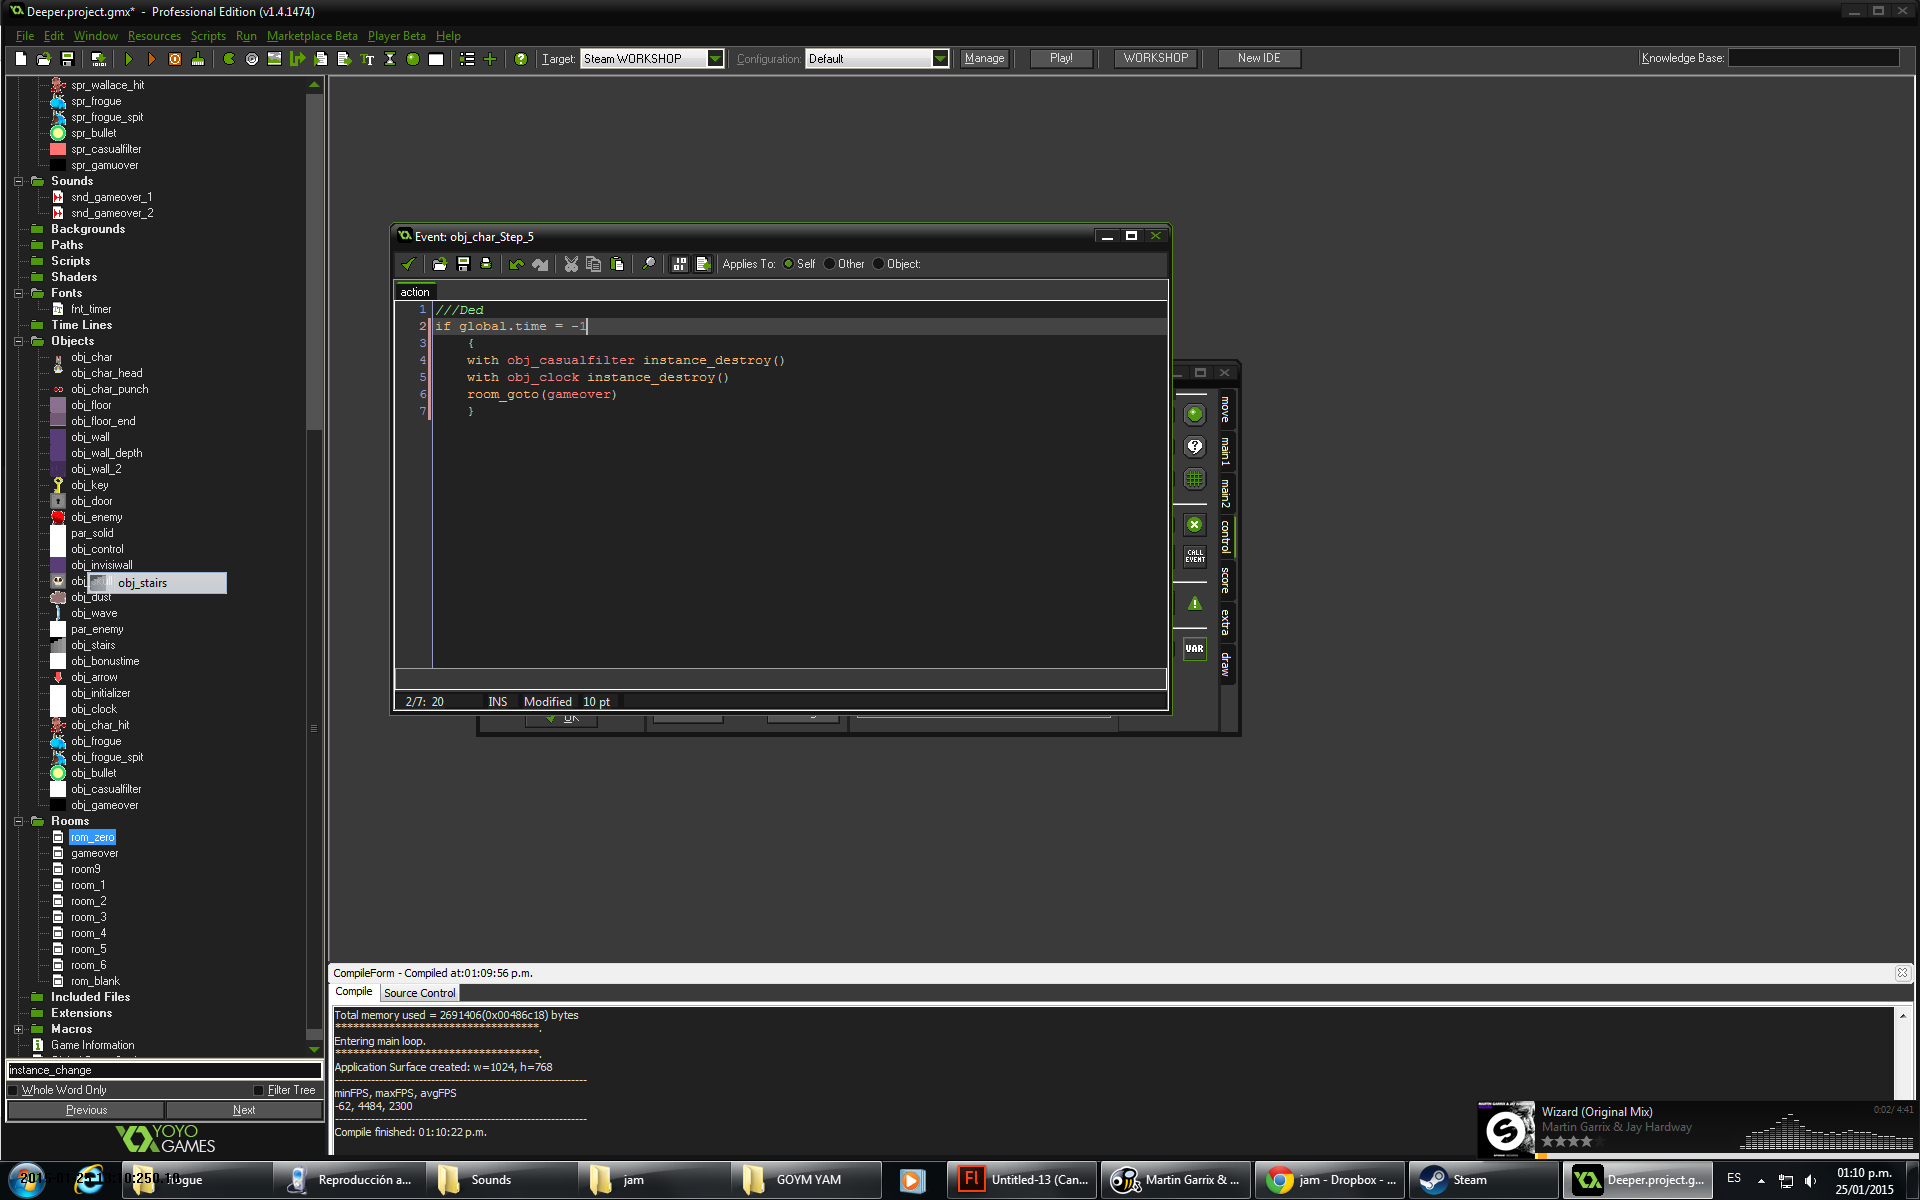 Deeper.project.gmx* - Professional Edition (v1.4.1474)
File Edit Window Resources Scripts Run Marketplace Beta Player Beta Help
Target: Steam WORKSHOP Configuration: Default Manage Play! WORKSHOP New IDE Knowledge Base:
spr_wallace_hit
spr_frogue
spr_frogue_spit
spr_bullet
spr_casualfilter
spr_gamuover
Sounds
snd_gameover_1
snd_gameover_2
Backgrounds
Paths
Scripts
Shaders
Fonts
fnt_timer
Time Lines
Objects
obj_char
obj_char_head
obj_char_punch
obj_floor
obj_floor_end
obj_wall
obj_wall_depth
obj_wall_2
obj_key
obj_door
obj_enemy
par_solid
obj_control
obj_invisiwall
obj_stairs
obj_dust
obj_wave
par_enemy
obj_stairs
obj_bonustime
obj_arrow
obj_initializer
obj_clock
obj_char_hit
obj_frogue
obj_frogue_spit
obj_bullet
obj_casualfilter
obj_gameover
Rooms
rom_zero
gameover
room9
room_1
room_2
room_3
room_4
room_5
room_6
rom_blank
Included Files
Extensions
Macros
Game Information
instance_change
Whole Word Only Filter Tree
Previous Next
YOYO
GAMES
Event: obj_char_Step_5
Applies To: Self Other Object:
action
1 ///Ded
2 if global.time = -1
3 {
4 with obj_casualfilter instance_destroy()
5 with obj_clock instance_destroy()
6 room_goto(gameover)
7 }
2/7: 20 INS Modified 10 pt
OK
move
main1
main2
control
score
extra
draw
CALL
EVENT
VAR
CompileForm - Compiled at:01:09:56 p.m.
Compile Source Control
Total memory used = 2691406(0x00486c18) bytes
***********************************.
Entering main loop.
***********************************.
Application Surface created: w=1024, h=768
minFPS, maxFPS, avgFPS
-62, 4484, 2300
Compile finished: 01:10:22 p.m.
Wizard (Original Mix) 0:02/ 4:41
Martin Garrix & Jay Hardway
frogue Reproducción a... Sounds jam GOYM YAM Untitled-13 (Can... Martin Garrix & ... jam - Dropbox - ... Steam Deeper.project.g... ES
01:10 p.m.
25/01/2015